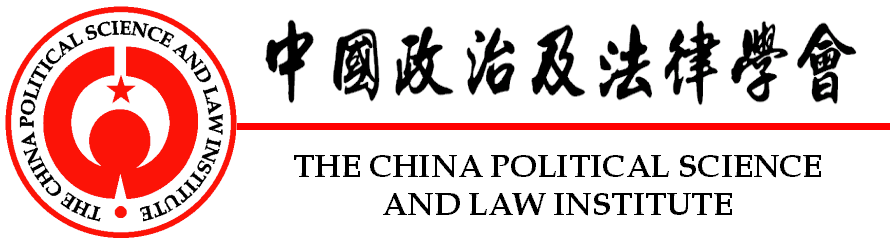 THE CHINA POLITICAL SCIENCE AND LAW INSTITUTE
中國政治及法律學會
THE CHINA POLITICAL SCIENCE
AND LAW INSTITUTE